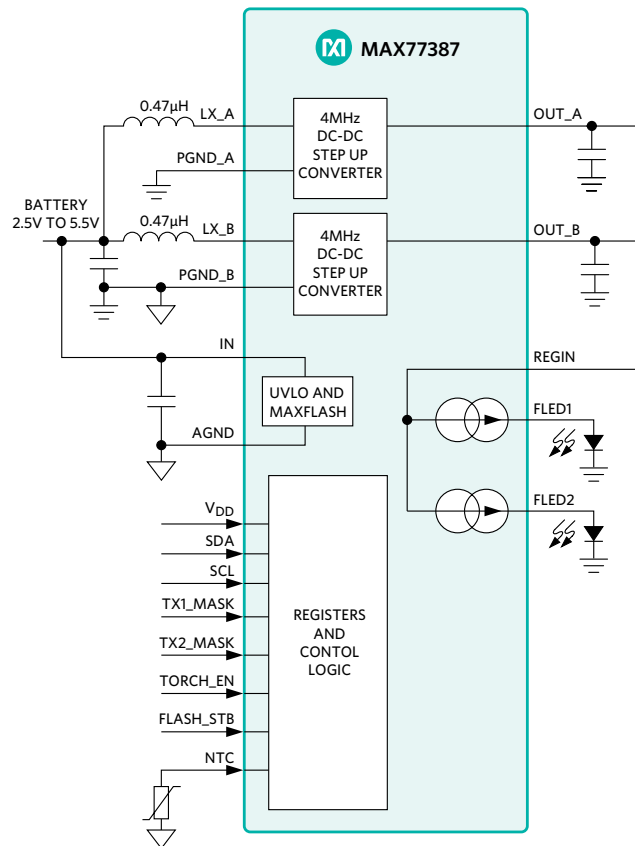 MAX77387
0.47µH
LX_A
4MHz
DC-DC
STEP UP
CONVERTER
OUT_A
PGND_A
BATTERY
2.5V TO 5.5V
0.47µH
LX_B
4MHz
DC-DC
STEP UP
CONVERTER
OUT_B
PGND_B
IN
UVLO AND
MAXFLASH
AGND
REGIN
FLED1
FLED2
VDD
SDA
SCL
TX1_MASK
TX2_MASK
TORCH_EN
FLASH_STB
NTC
REGISTERS
AND
CONTOL
LOGIC